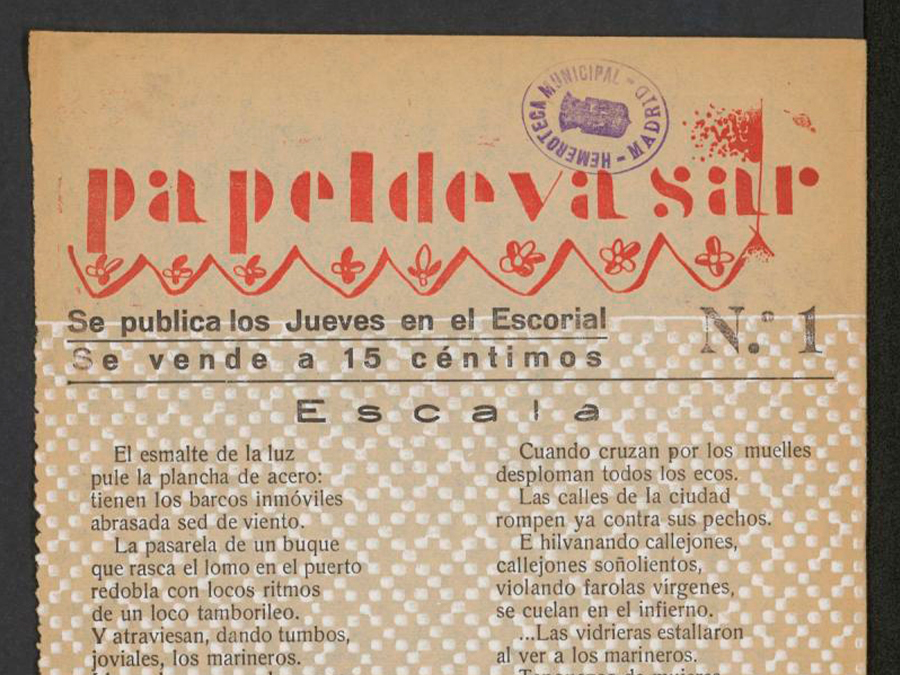 HEMEROTECA MUNICIPAL - MADRID -
papel de vasar
Se publica los Jueves en el Escorial
N.º 1
Se vende a 15 céntimos
Escala
El esmalte de la luz
pule la plancha de acero:
tienen los barcos inmóviles
abrasada sed de viento.
La pasarela de un buque
que rasca el lomo en el puerto
redobla con locos ritmos
de un loco tamborileo.
Y atraviesan, dando tumbos,
joviales, los marineros.
Cuando cruzan por los muelles
desploman todos los ecos.
Las calles de la ciudad
rompen ya contra sus pechos.
E hilvanando callejones,
callejones soñolientos,
violando farolas vírgenes,
se cuelan en el infierno.
...Las vidrieras estallaron
al ver a los marineros.